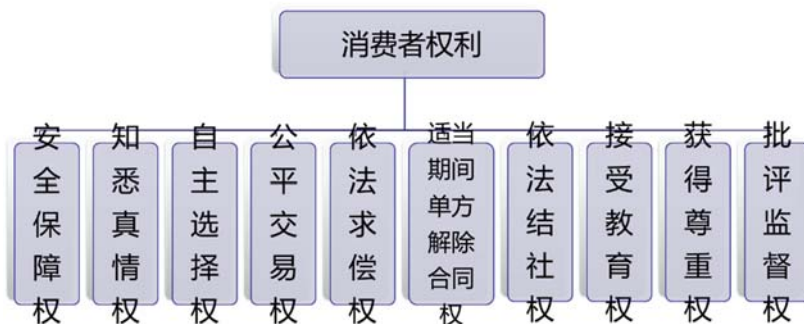 消费者权利
安全保障权
知悉真情权
自主选择权
公平交易权
依法求偿权
适当期间单方解除合同权
依法结社权
接受教育权
获得尊重权
批评监督权